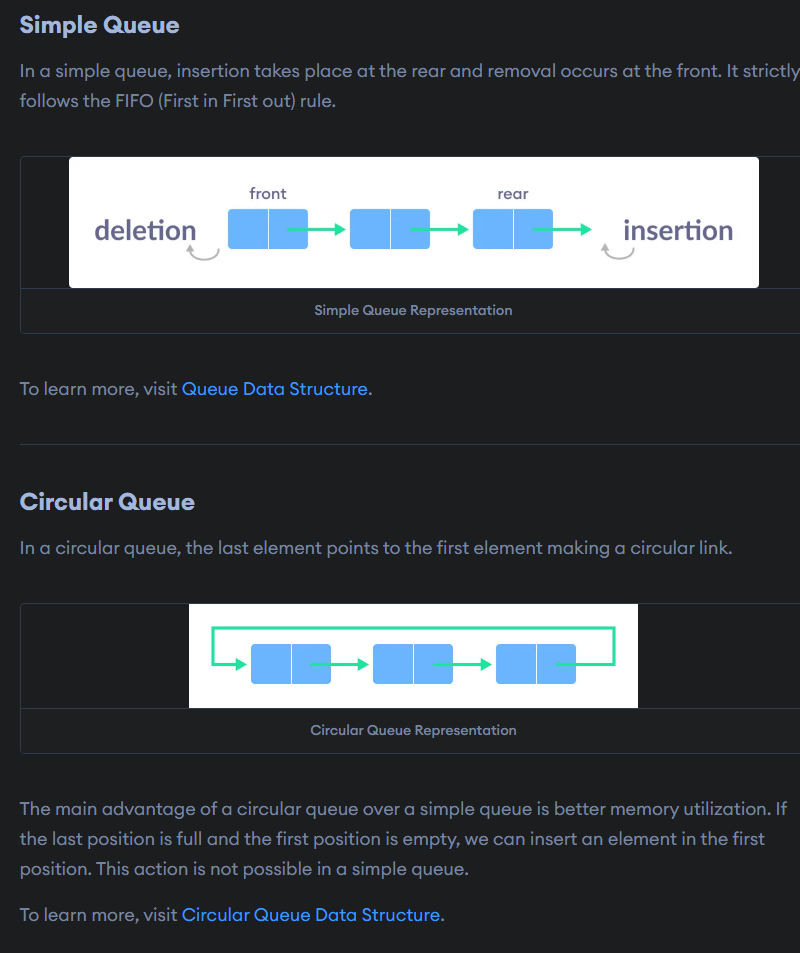 Simple Queue
In a simple queue, insertion takes place at the rear and removal occurs at the front. It strictly
follows the FIFO (First in First out) rule.
front
rear
deletion
insertion
Simple Queue Representation
To learn more, visit Queue Data Structure.
Circular Queue
In a circular queue, the last element points to the first element making a circular link.
Circular Queue Representation
The main advantage of a circular queue over a simple queue is better memory utilization. If
the last position is full and the first position is empty, we can insert an element in the first
position. This action is not possible in a simple queue.
To learn more, visit Circular Queue Data Structure.